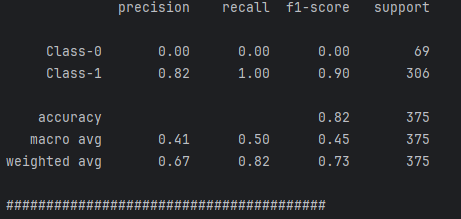 precision recall f1-score support
Class-0 0.00 0.00 0.00 69
Class-1 0.82 1.00 0.90 306
accuracy 0.82 375
macro avg 0.41 0.50 0.45 375
weighted avg 0.67 0.82 0.73 375
########################################